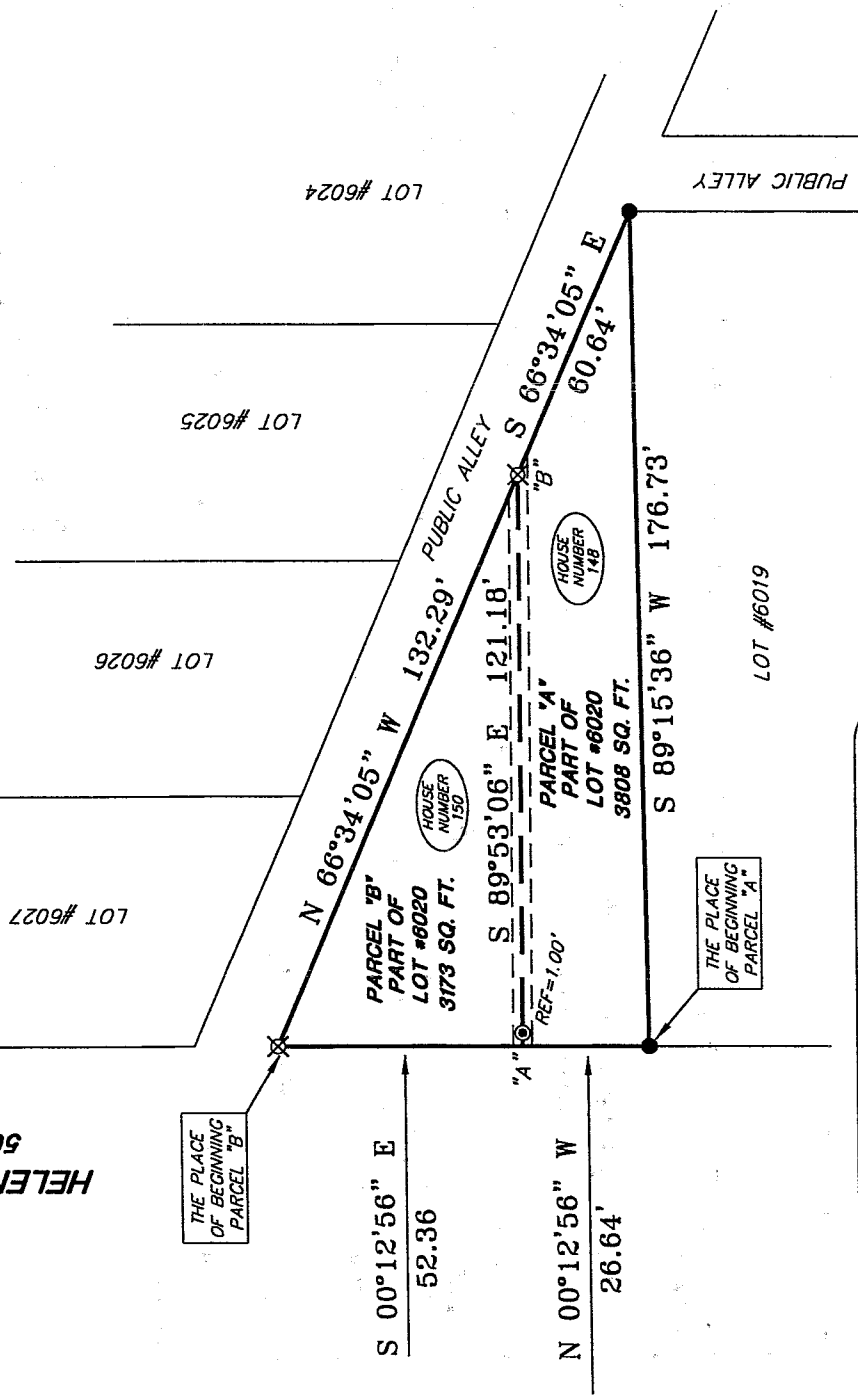 HELEN
50
LOT #6027
LOT #6026
LOT #6025
LOT #6024
PUBLIC ALLEY
PUBLIC ALLEY
THE PLACE
OF BEGINNING
PARCEL "B"
N 66°34'05" W 132.29'
S 66°34'05" E
60.64'
HOUSE
NUMBER
150
PARCEL "B"
PART OF
LOT #6020
3173 SQ. FT.
S 89°53'06" E 121.18'
"B"
"A"
REF=1.00'
HOUSE
NUMBER
148
PARCEL "A"
PART OF
LOT #6020
3808 SQ. FT.
S 89°15'36" W 176.73'
S 00°12'56" E
52.36
N 00°12'56" W
26.64'
THE PLACE
OF BEGINNING
PARCEL "A"
LOT #6019